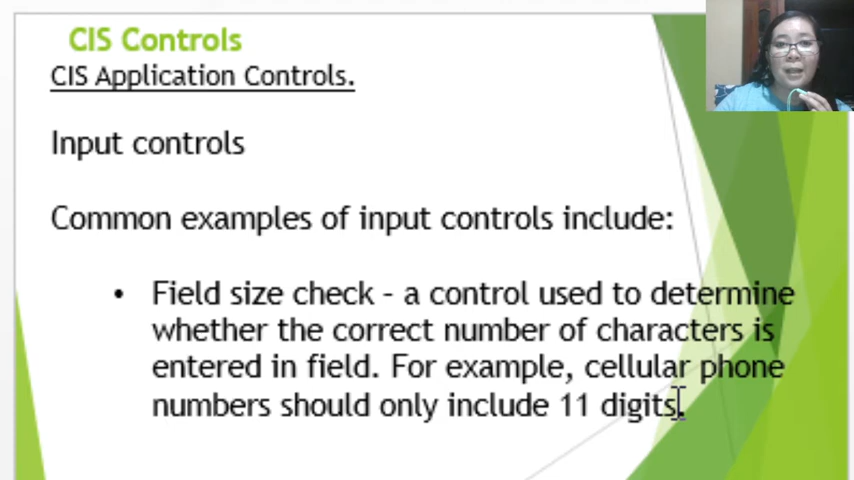 CIS Controls
CIS Application Controls.
Input controls
Common examples of input controls include:
• Field size check – a control used to determine
whether the correct number of characters is
entered in field. For example, cellular phone
numbers should only include 11 digits.